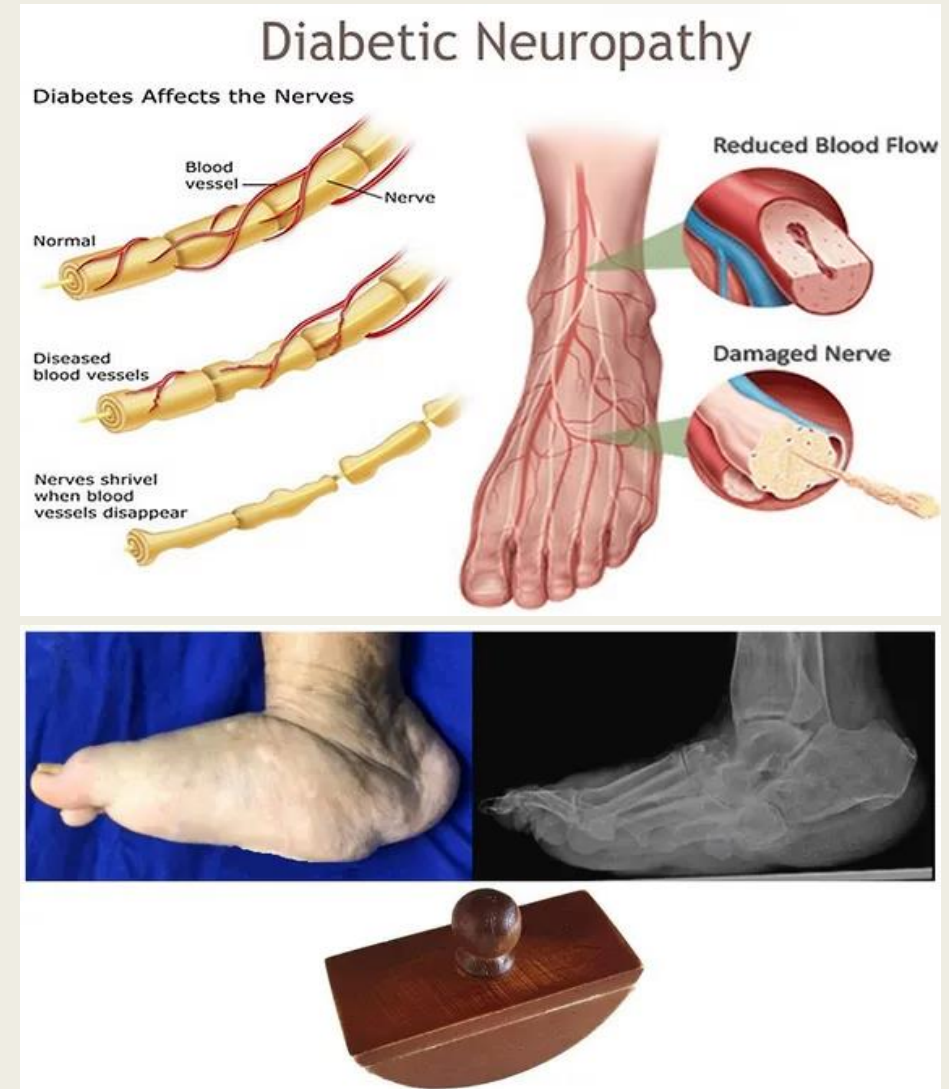 Diabetic Neuropathy
Diabetes Affects the Nerves
Blood
vessel
Nerve
Normal
Diseased
blood vessels
Nerves shrivel
when blood
vessels disappear
Reduced Blood Flow
Damaged Nerve